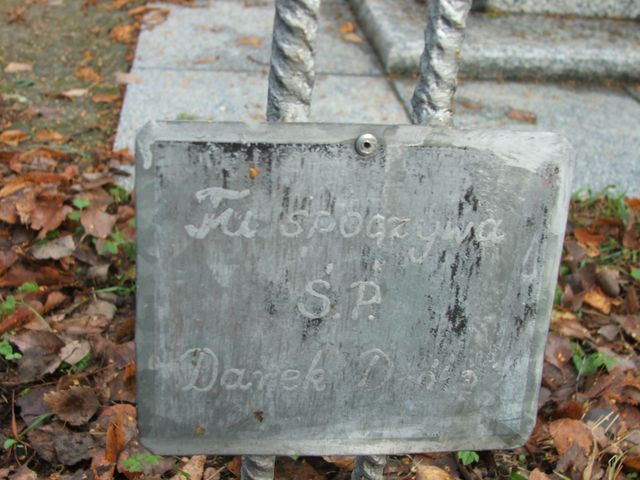 Tu spoczywa
Ś.P.
Darek